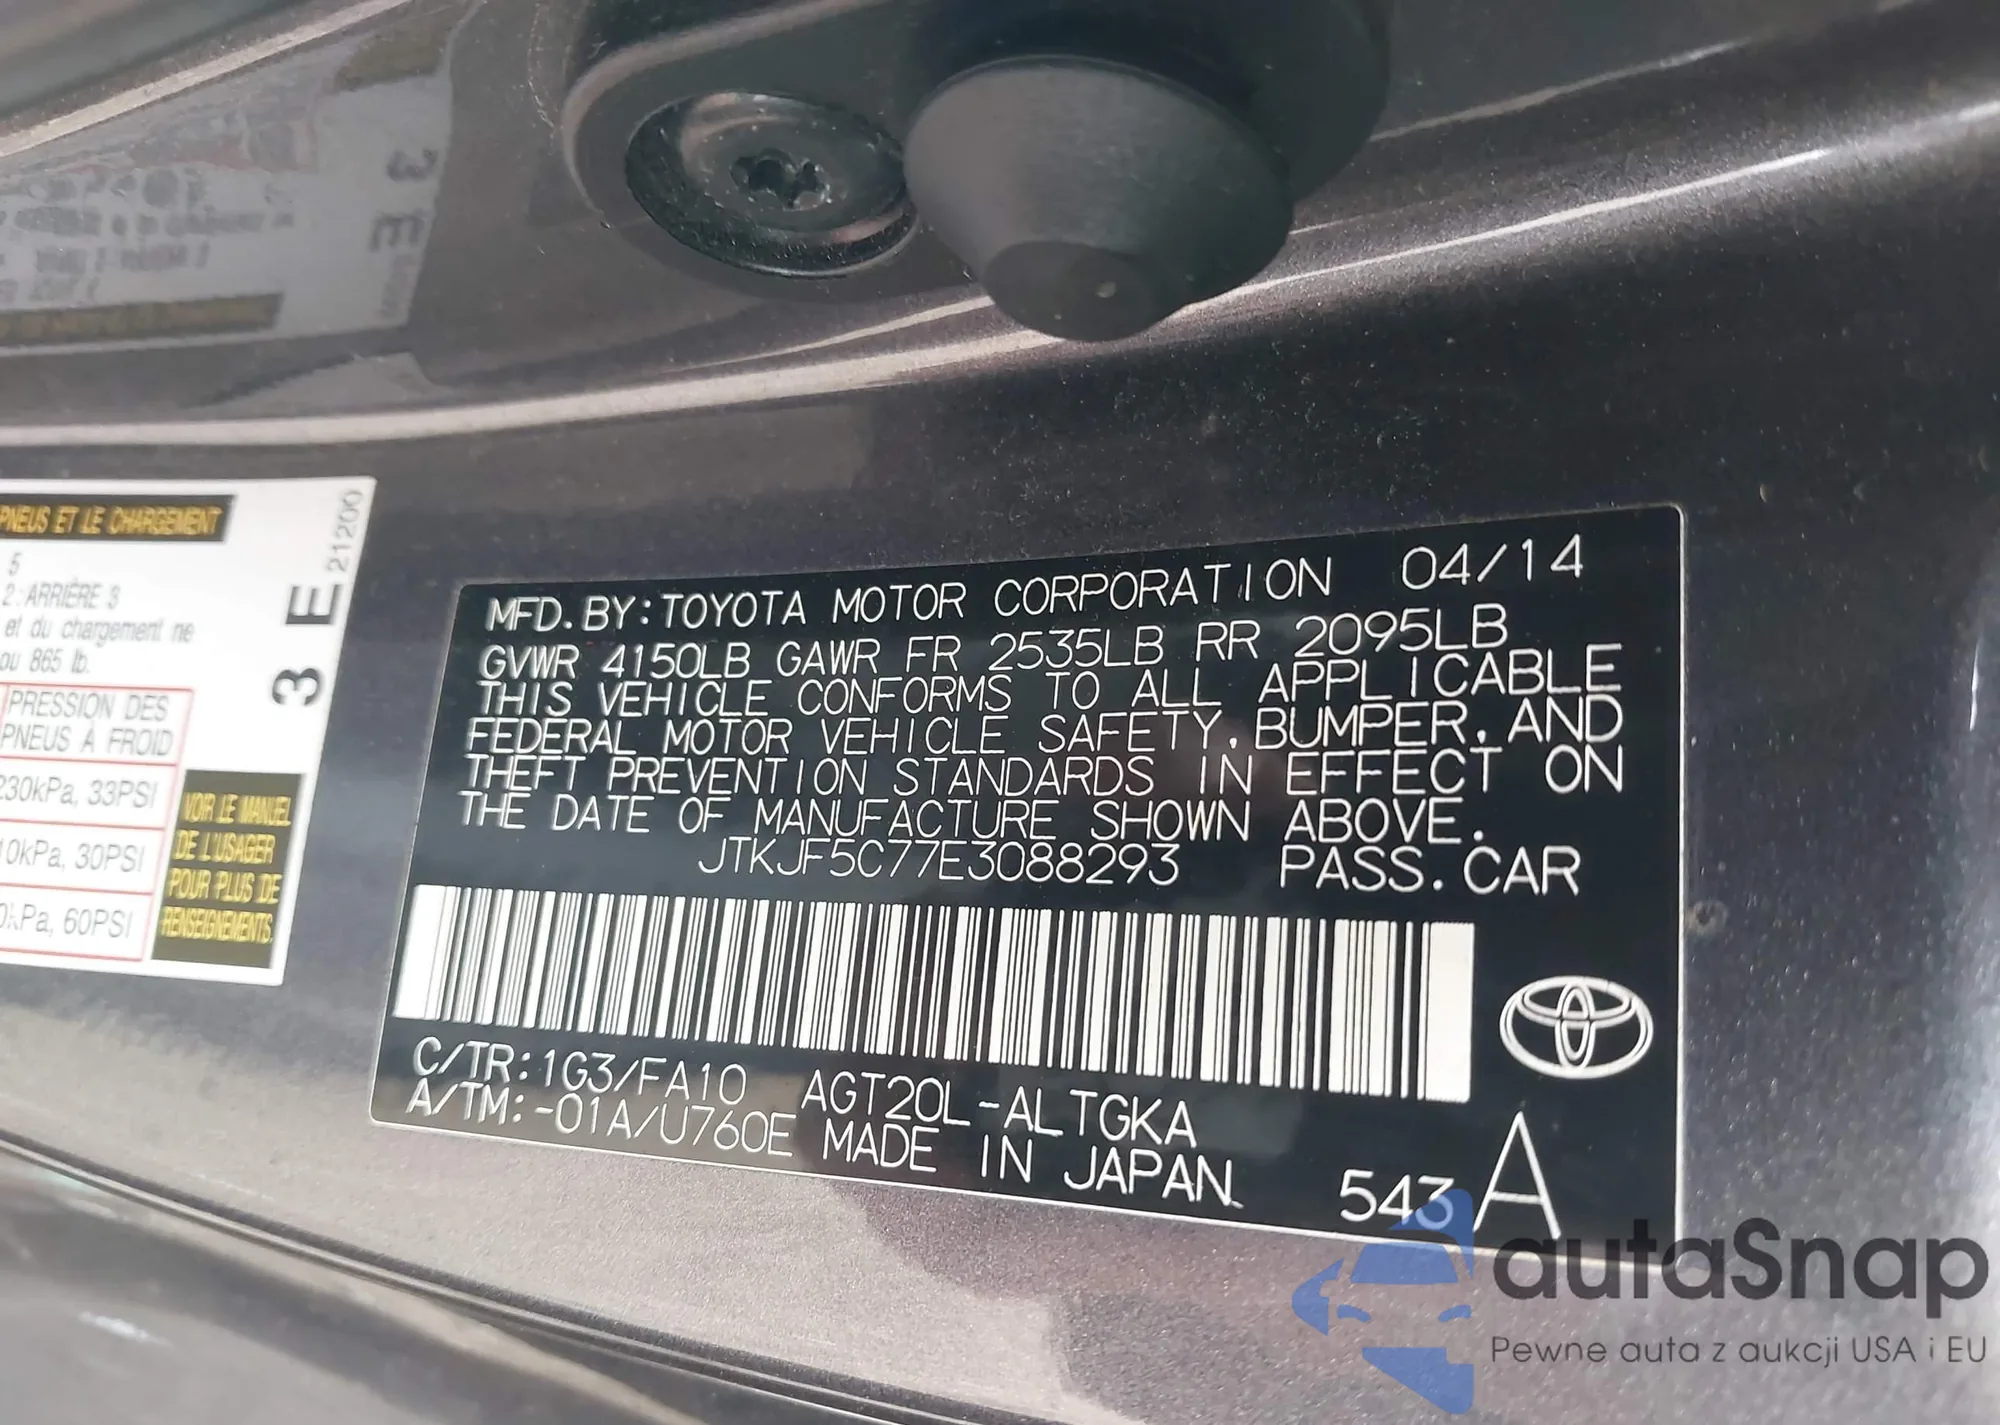 PNEUS ET LE CHARGEMENT
5
2: ARRIÈRE 3
et du chargement ne
ou 865 lb.
PRESSION DES
PNEUS À FROID
230kPa, 33PSI
10kPa, 30PSI
0kPa, 60PSI
VOIR LE MANUEL
DE L'USAGER
POUR PLUS DE
RENSEIGNEMENTS.
3 E 21200
MFD. BY: TOYOTA MOTOR CORPORATION 04/14
GVWR 4150LB GAWR FR 2535LB RR 2095LB
THIS VEHICLE CONFORMS TO ALL APPLICABLE
FEDERAL MOTOR VEHICLE SAFETY, BUMPER, AND
THEFT PREVENTION STANDARDS IN EFFECT ON
THE DATE OF MANUFACTURE SHOWN ABOVE.
JTKJF5C77E3088293 PASS. CAR
C/TR: 1G3/FA10 AGT20L-ALTGKA
A/TM: -01A/U760E MADE IN JAPAN
543 A
autaSnap
Pewne auta z aukcji USA i EU